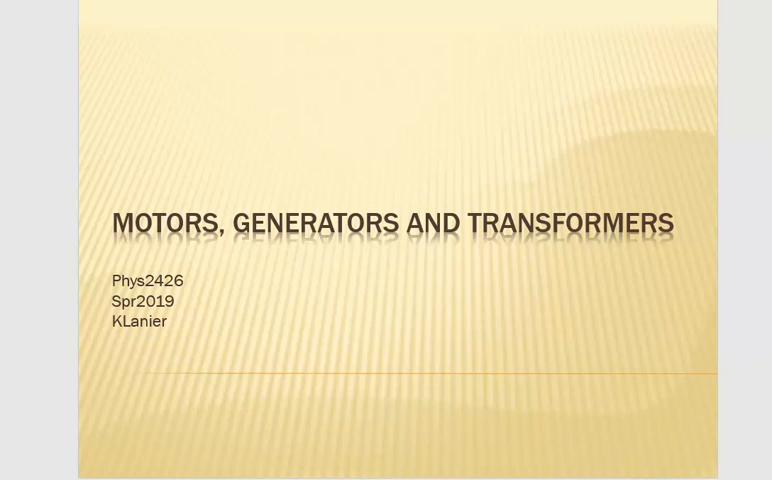 MOTORS, GENERATORS AND TRANSFORMERS
Phys2426
Spr2019
KLanier